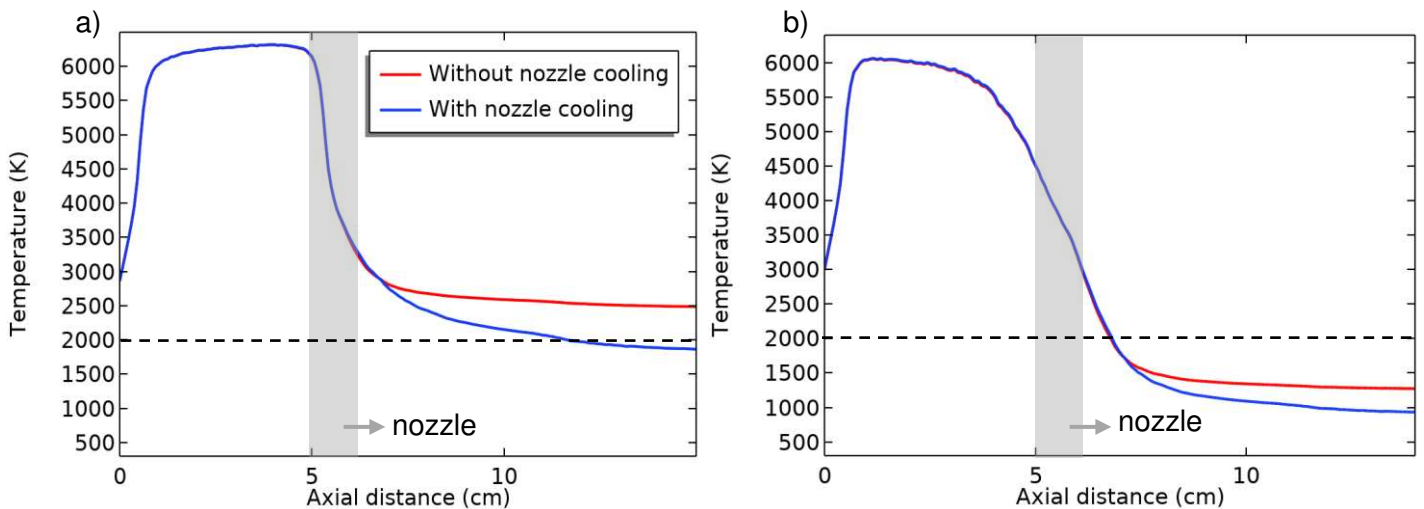 a)
Temperature (K)
6000
5500
5000
4500
4000
3500
3000
2500
2000
1500
1000
500
Without nozzle cooling
With nozzle cooling
nozzle
0 5 10
Axial distance (cm)
b)
Temperature (K)
6000
5500
5000
4500
4000
3500
3000
2500
2000
1500
1000
500
nozzle
0 5 10
Axial distance (cm)